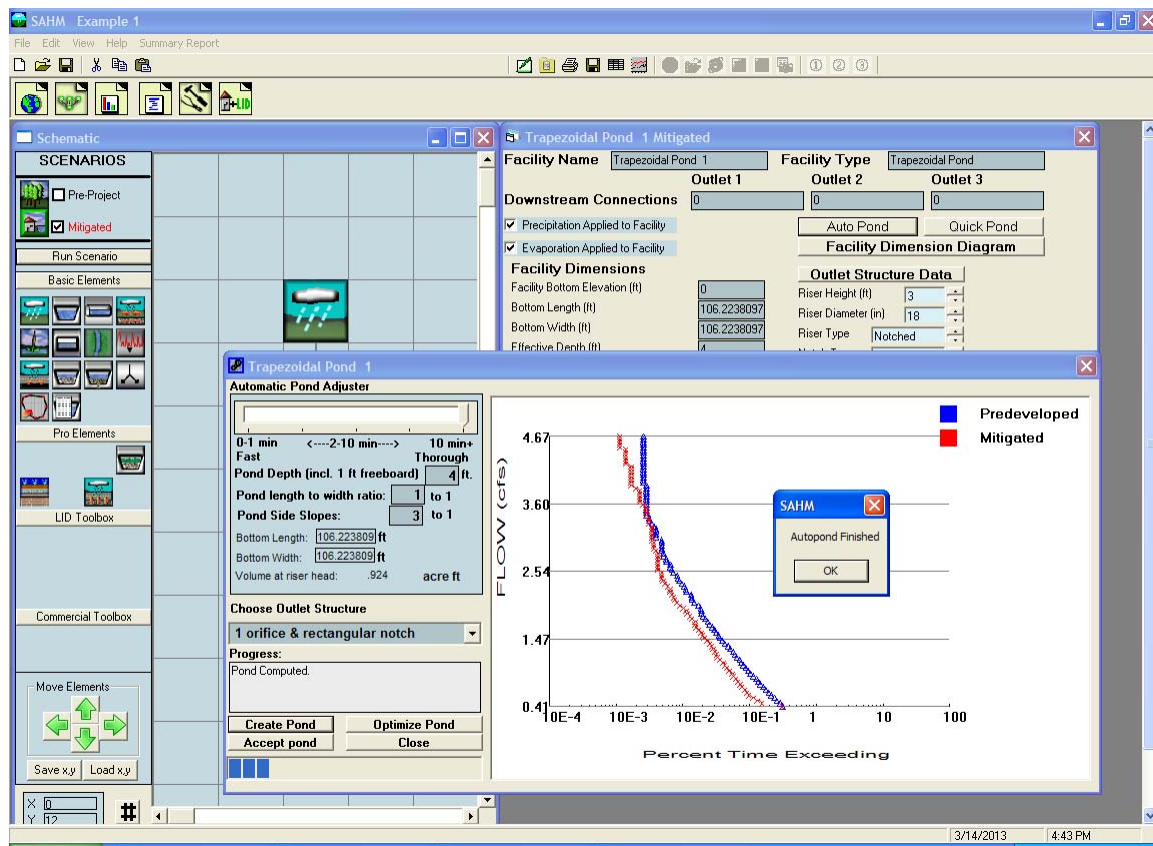 SAHM Example 1
File Edit View Help Summary Report
Schematic
SCENARIOS
Pre-Project
Mitigated
Run Scenario
Basic Elements
Pro Elements
LID Toolbox
Commercial Toolbox
Move Elements
Save x,y Load x,y
X 0
Y 12
#
+LID
Trapezoidal Pond 1 Mitigated
Facility Name Trapezoidal Pond 1 Facility Type Trapezoidal Pond
Outlet 1 Outlet 2 Outlet 3
Downstream Connections 0 0 0
Precipitation Applied to Facility Auto Pond Quick Pond
Evaporation Applied to Facility Facility Dimension Diagram
Facility Dimensions
Outlet Structure Data
Facility Bottom Elevation (ft) 0
Riser Height (ft) 3
Bottom Length (ft) 106.2238097
Riser Diameter (in) 18
Bottom Width (ft) 106.2238097
Riser Type Notched
Effective Depth (ft) 4
Trapezoidal Pond 1
Automatic Pond Adjuster
0-1 min <----2-10 min----> 10 min+
Fast Thorough
Pond Depth (incl. 1 ft freeboard) 4 ft.
Pond length to width ratio: 1 to 1
Pond Side Slopes: 3 to 1
Bottom Length: 106.223809 ft
Bottom Width: 106.223809 ft
Volume at riser head: .924 acre ft
Choose Outlet Structure
1 orifice & rectangular notch
Progress:
Pond Computed.
Create Pond Optimize Pond
Accept pond Close
Predeveloped
Mitigated
FLOW (cfs)
4.67
3.60
2.54
1.47
0.41
10E-4 10E-3 10E-2 10E-1 1 10 100
Percent Time Exceeding
SAHM
Autopond Finished
OK
3/14/2013 4:43 PM